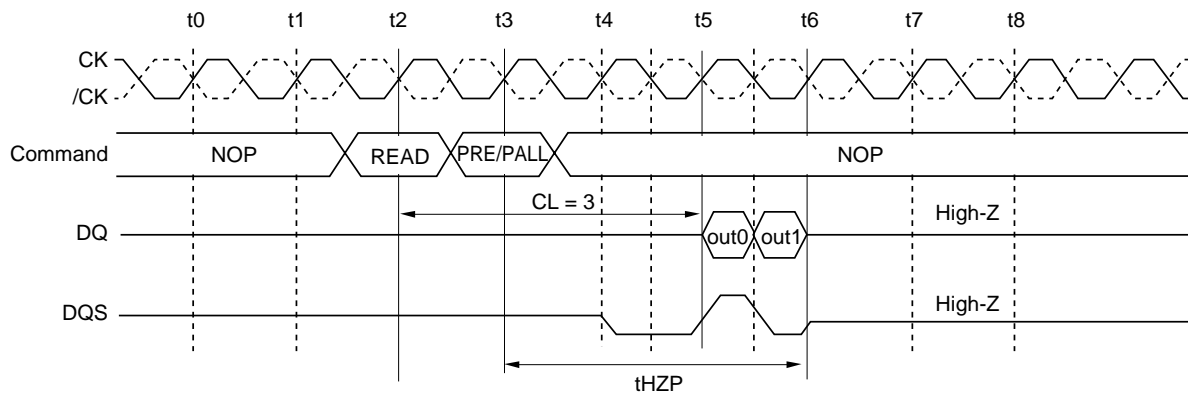 t0 t1 t2 t3 t4 t5 t6 t7 t8
CK
/CK
Command NOP READ PRE/PALL NOP
CL = 3
High-Z
DQ out0 out1
High-Z
DQS
tHZP